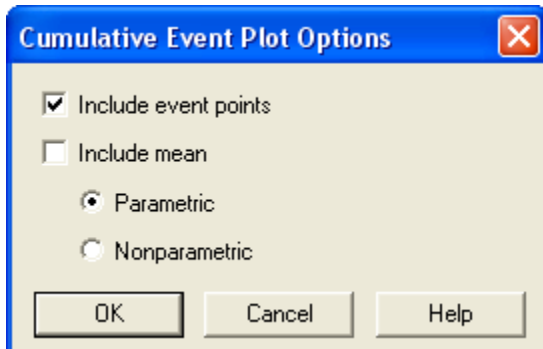 Cumulative Event Plot Options
Include event points
Include mean
Parametric
Nonparametric
OK Cancel Help